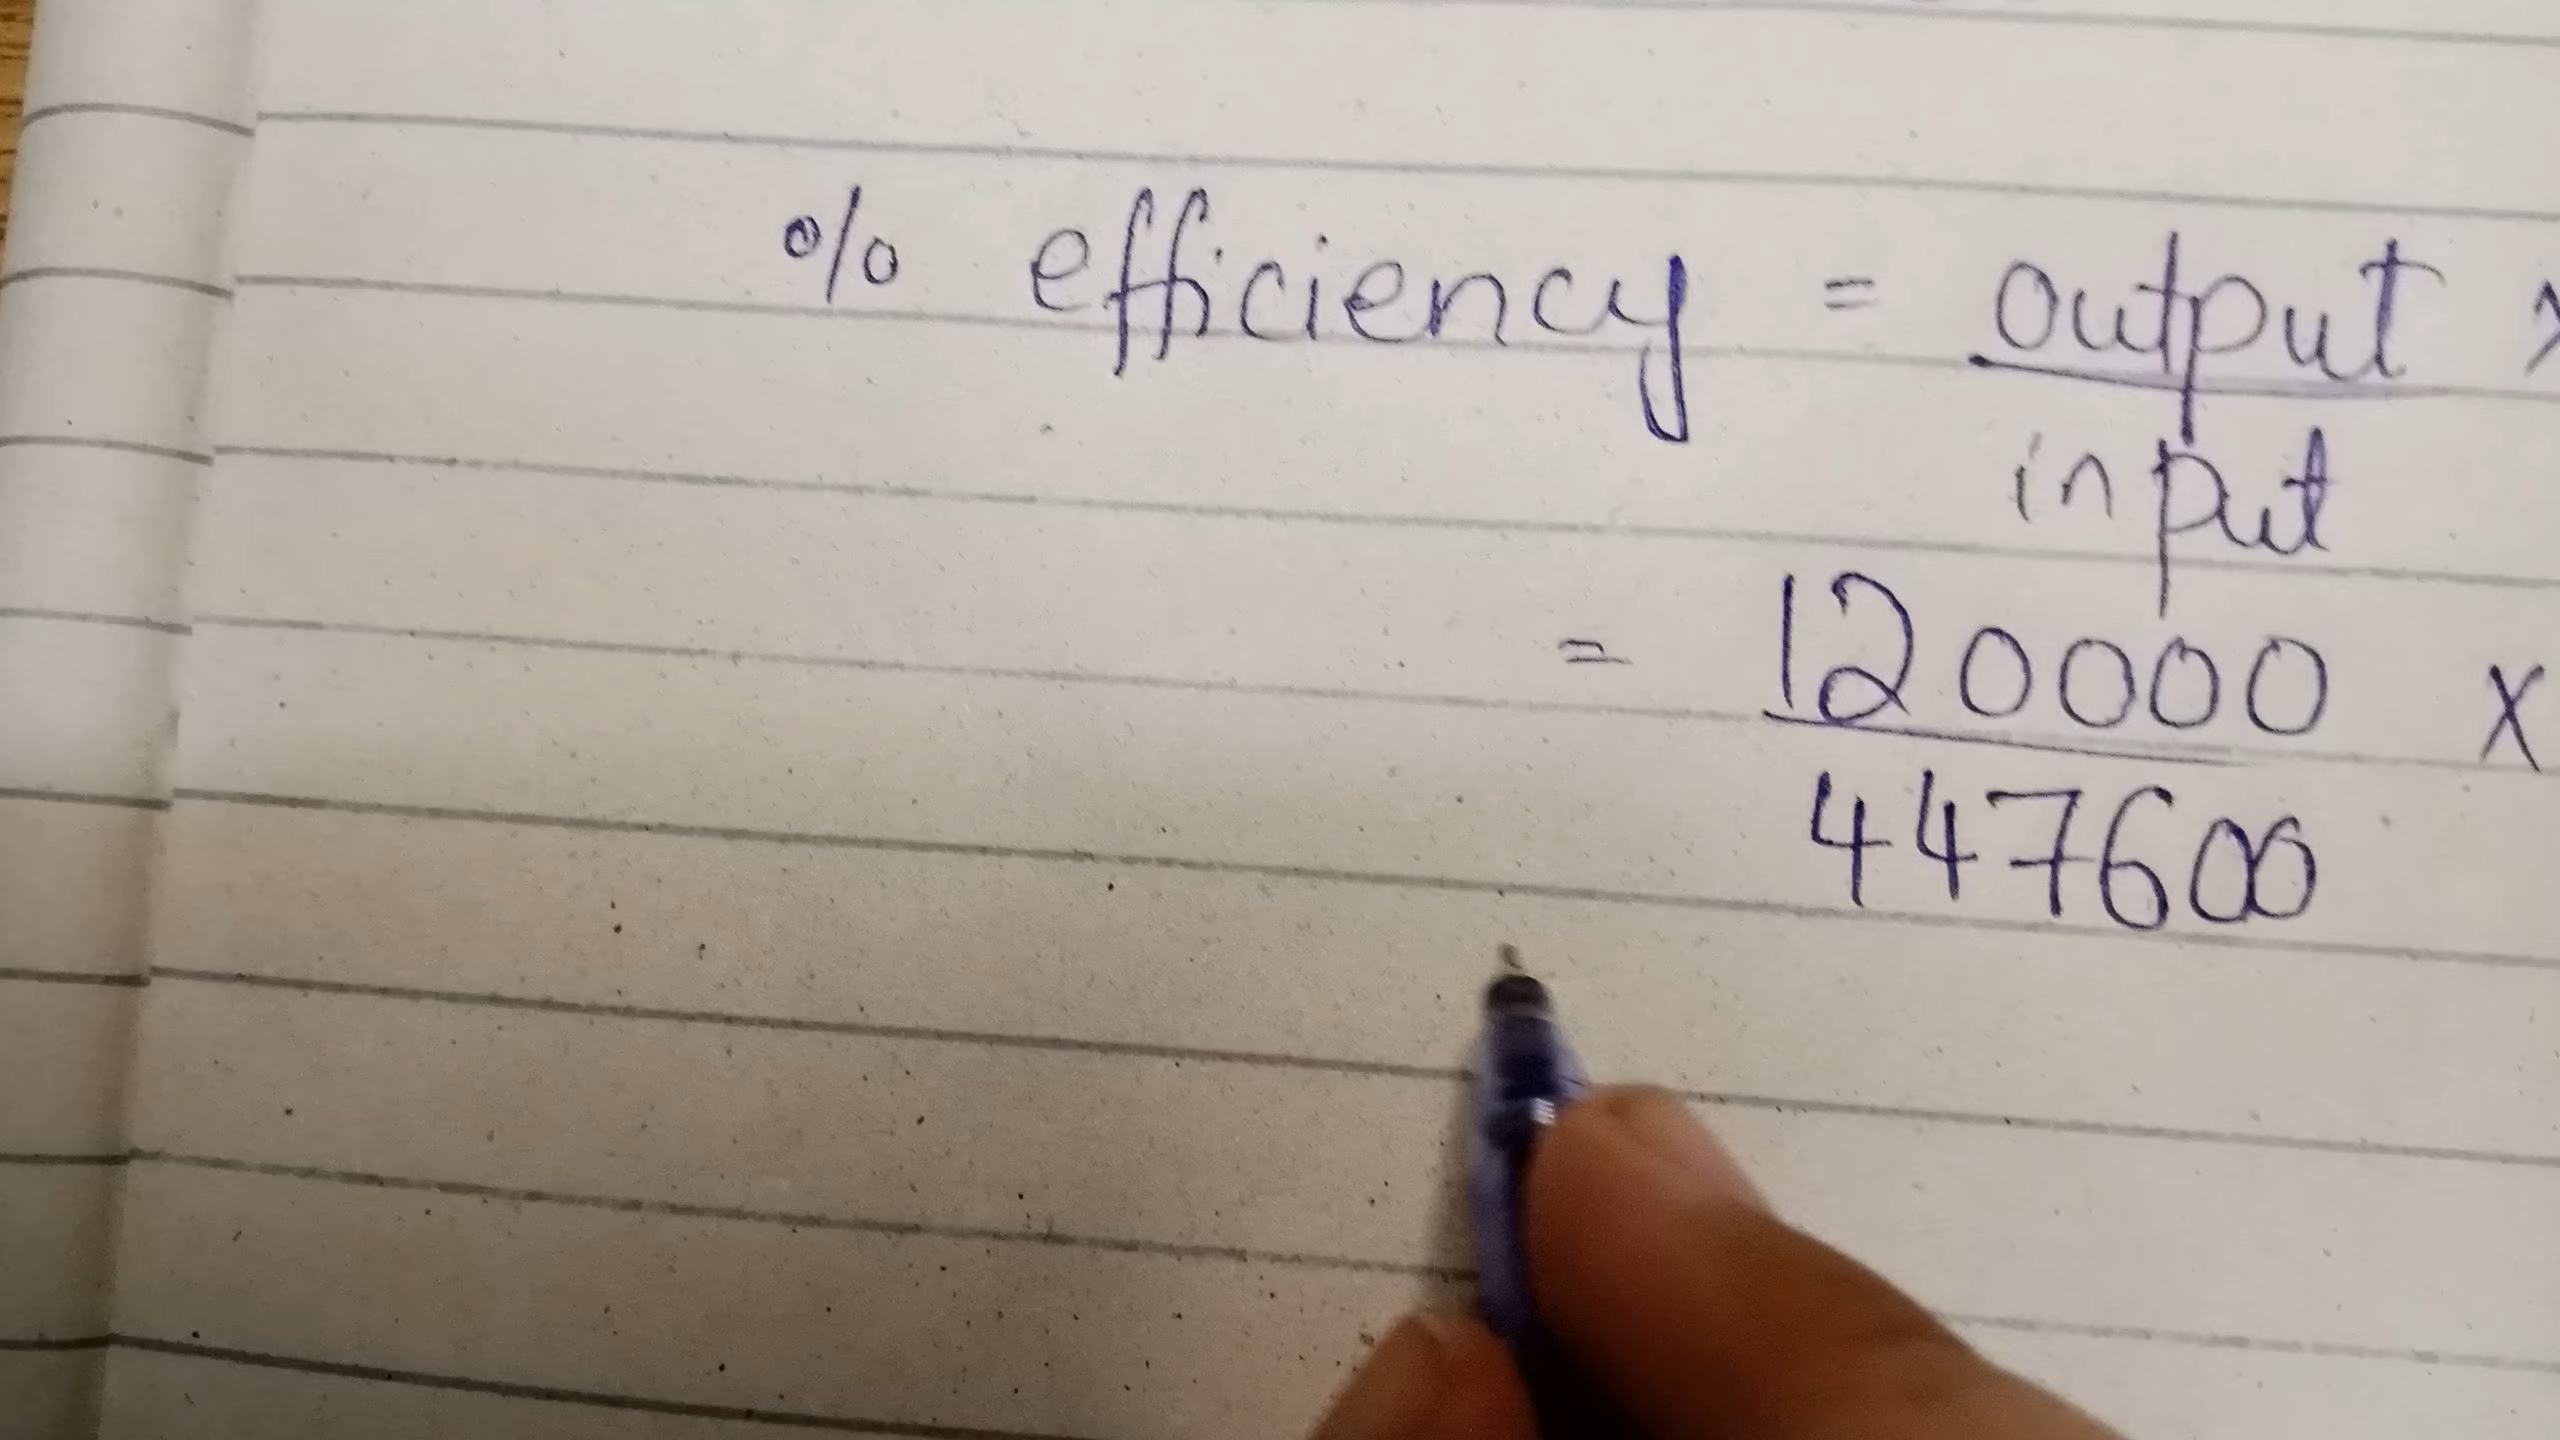 % efficiency = output x
input
= 120000 x
447600